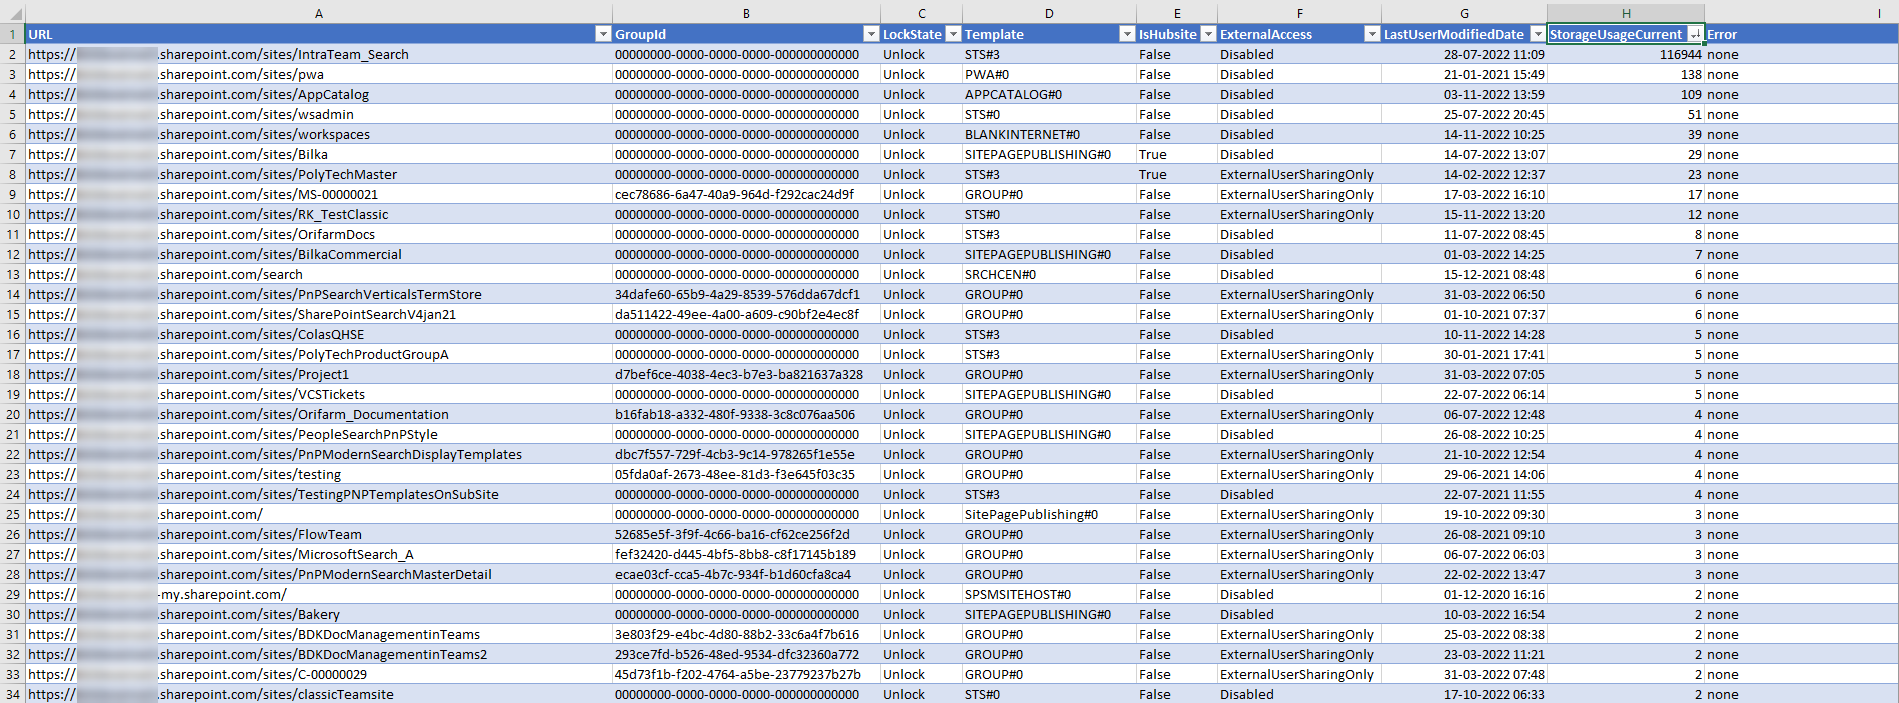 A B C D E F G H I
1 URL GroupId LockState Template IsHubsite ExternalAccess LastUserModifiedDate StorageUsageCurrent Error
2 https:// .sharepoint.com/sites/IntraTeam_Search 00000000-0000-0000-0000-000000000000 Unlock STS#3 False Disabled 28-07-2022 11:09 116944 none
3 https:// .sharepoint.com/sites/pwa 00000000-0000-0000-0000-000000000000 Unlock PWA#0 False Disabled 21-01-2021 15:49 138 none
4 https:// .sharepoint.com/sites/AppCatalog 00000000-0000-0000-0000-000000000000 Unlock APPCATALOG#0 False Disabled 03-11-2022 13:59 109 none
5 https:// .sharepoint.com/sites/wsadmin 00000000-0000-0000-0000-000000000000 Unlock STS#0 False Disabled 25-07-2022 20:45 51 none
6 https:// .sharepoint.com/sites/workspaces 00000000-0000-0000-0000-000000000000 Unlock BLANKINTERNET#0 False Disabled 14-11-2022 10:25 39 none
7 https:// .sharepoint.com/sites/Bilka 00000000-0000-0000-0000-000000000000 Unlock SITEPAGEPUBLISHING#0 True Disabled 14-07-2022 13:07 29 none
8 https:// .sharepoint.com/sites/PolyTechMaster 00000000-0000-0000-0000-000000000000 Unlock STS#3 True ExternalUserSharingOnly 14-02-2022 12:37 23 none
9 https:// .sharepoint.com/sites/MS-00000021 cec78686-6a47-40a9-964d-f292cac24d9f Unlock GROUP#0 False ExternalUserSharingOnly 17-03-2022 16:10 17 none
10 https:// .sharepoint.com/sites/RK_TestClassic 00000000-0000-0000-0000-000000000000 Unlock STS#0 False ExternalUserSharingOnly 15-11-2022 13:20 12 none
11 https:// .sharepoint.com/sites/OrifarmDocs 00000000-0000-0000-0000-000000000000 Unlock STS#3 False Disabled 11-07-2022 08:45 8 none
12 https:// .sharepoint.com/sites/BilkaCommercial 00000000-0000-0000-0000-000000000000 Unlock SITEPAGEPUBLISHING#0 False Disabled 01-03-2022 14:25 7 none
13 https:// .sharepoint.com/search 00000000-0000-0000-0000-000000000000 Unlock SRCHCEN#0 False Disabled 15-12-2021 08:48 6 none
14 https:// .sharepoint.com/sites/PnPSearchVerticalsTermStore 34dafe60-65b9-4a29-8539-576dda67dcf1 Unlock GROUP#0 False ExternalUserSharingOnly 31-03-2022 06:50 6 none
15 https:// .sharepoint.com/sites/SharePointSearchV4jan21 da511422-49ee-4a00-a609-c90bf2e4ec8f Unlock GROUP#0 False ExternalUserSharingOnly 01-10-2021 07:37 6 none
16 https:// .sharepoint.com/sites/ColasQHSE 00000000-0000-0000-0000-000000000000 Unlock STS#3 False Disabled 10-11-2022 14:28 5 none
17 https:// .sharepoint.com/sites/PolyTechProductGroupA 00000000-0000-0000-0000-000000000000 Unlock STS#3 False ExternalUserSharingOnly 30-01-2021 17:41 5 none
18 https:// .sharepoint.com/sites/Project1 d7bef6ce-4038-4ec3-b7e3-ba821637a328 Unlock GROUP#0 False ExternalUserSharingOnly 31-03-2022 07:05 5 none
19 https:// .sharepoint.com/sites/VCSTickets 00000000-0000-0000-0000-000000000000 Unlock SITEPAGEPUBLISHING#0 False Disabled 22-07-2022 06:14 5 none
20 https:// .sharepoint.com/sites/Orifarm_Documentation b16fab18-a332-480f-9338-3c8c076aa506 Unlock GROUP#0 False ExternalUserSharingOnly 06-07-2022 12:48 4 none
21 https:// .sharepoint.com/sites/PeopleSearchPnPStyle 00000000-0000-0000-0000-000000000000 Unlock SITEPAGEPUBLISHING#0 False Disabled 26-08-2022 10:25 4 none
22 https:// .sharepoint.com/sites/PnPModernSearchDisplayTemplates dbc7f557-729f-4cb3-9c14-978265f1e55e Unlock GROUP#0 False ExternalUserSharingOnly 21-10-2022 12:54 4 none
23 https:// .sharepoint.com/sites/testing 05fda0af-2673-48ee-81d3-f3e645f03c35 Unlock GROUP#0 False ExternalUserSharingOnly 29-06-2021 14:06 4 none
24 https:// .sharepoint.com/sites/TestingPNPTemplatesOnSubSite 00000000-0000-0000-0000-000000000000 Unlock STS#3 False Disabled 22-07-2021 11:55 4 none
25 https:// .sharepoint.com/ 00000000-0000-0000-0000-000000000000 Unlock SitePagePublishing#0 False ExternalUserSharingOnly 19-10-2022 09:30 3 none
26 https:// .sharepoint.com/sites/FlowTeam 52685e5f-3f9f-4c66-ba16-cf62ce256f2d Unlock GROUP#0 False ExternalUserSharingOnly 26-08-2021 09:10 3 none
27 https:// .sharepoint.com/sites/MicrosoftSearch_A fef32420-d445-4bf5-8bb8-c8f17145b189 Unlock GROUP#0 False ExternalUserSharingOnly 06-07-2022 06:03 3 none
28 https:// .sharepoint.com/sites/PnPModernSearchMasterDetail ecae03cf-cca5-4b7c-934f-b1d60cfa8ca4 Unlock GROUP#0 False ExternalUserSharingOnly 22-02-2022 13:47 3 none
29 https:// -my.sharepoint.com/ 00000000-0000-0000-0000-000000000000 Unlock SPSMSITEHOST#0 False Disabled 01-12-2020 16:16 2 none
30 https:// .sharepoint.com/sites/Bakery 00000000-0000-0000-0000-000000000000 Unlock SITEPAGEPUBLISHING#0 False Disabled 10-03-2022 16:54 2 none
31 https:// .sharepoint.com/sites/BDKDocManagementinTeams 3e803f29-e4bc-4d80-88b2-33c6a4f7b616 Unlock GROUP#0 False ExternalUserSharingOnly 25-03-2022 08:38 2 none
32 https:// .sharepoint.com/sites/BDKDocManagementinTeams2 293ce7fd-b526-48ed-9534-dfc32360a772 Unlock GROUP#0 False ExternalUserSharingOnly 23-03-2022 11:21 2 none
33 https:// .sharepoint.com/sites/C-00000029 45d73f1b-f202-4764-a5be-23779237b27b Unlock GROUP#0 False ExternalUserSharingOnly 31-03-2022 07:48 2 none
34 https:// .sharepoint.com/sites/classicTeamsite 00000000-0000-0000-0000-000000000000 Unlock STS#0 False Disabled 17-10-2022 06:33 2 none